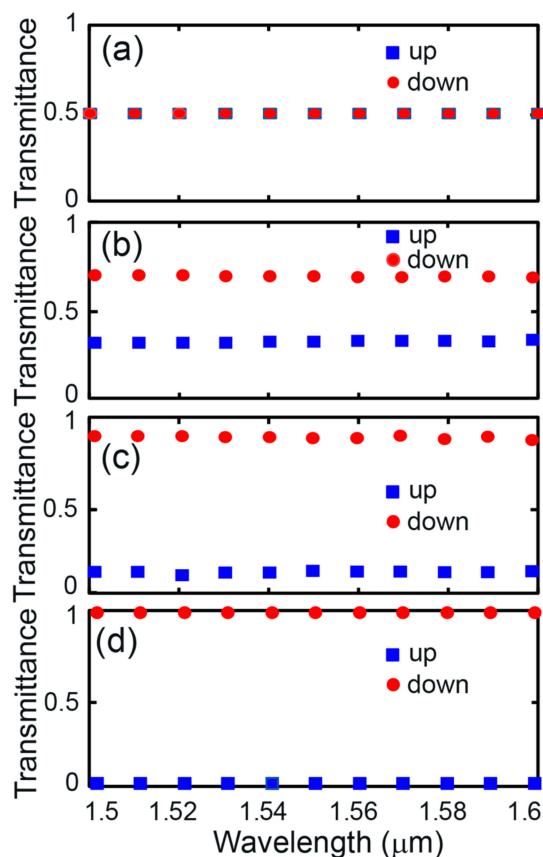 1
(a)
up
down
0.5
0
Transmittance
1
(b)
up
down
0.5
0
Transmittance
1
(c)
up
down
0.5
0
Transmittance
1
(d)
up
down
0.5
0
Transmittance
1.5 1.52 1.54 1.56 1.58 1.6
Wavelength (μm)